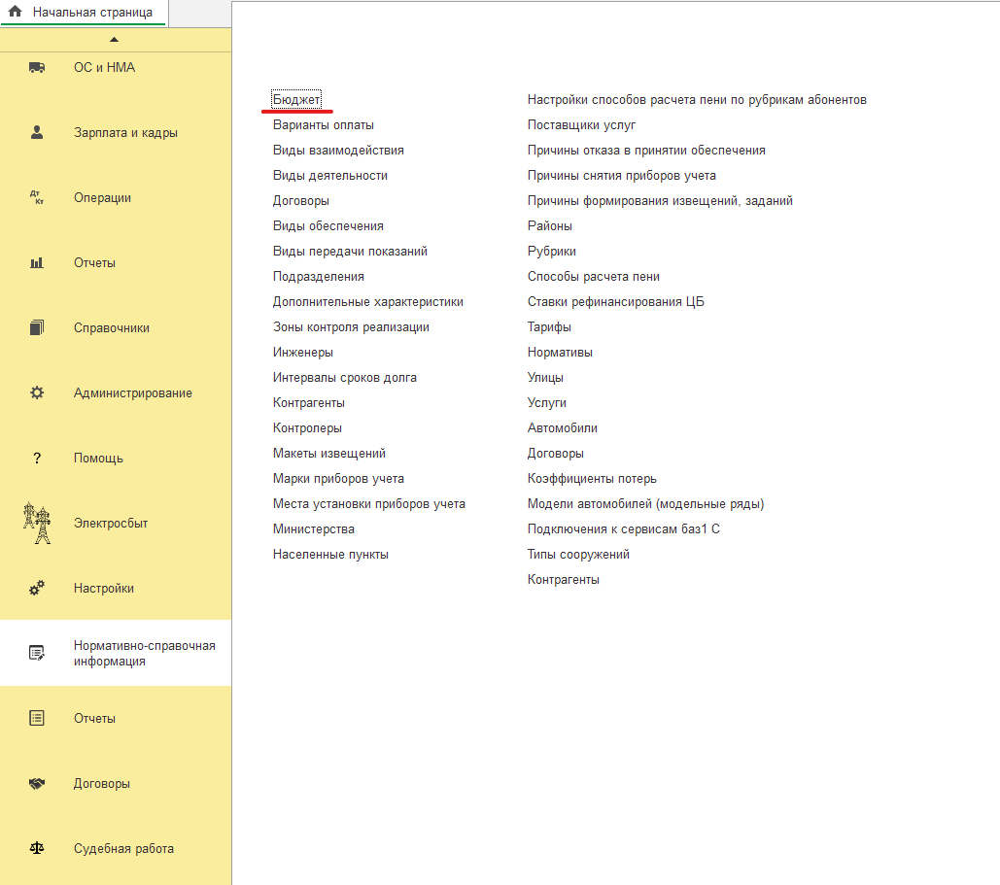 Начальная страница
ОС и НМА
Зарплата и кадры
Дт
Кт
Операции
Отчеты
Справочники
Администрирование
?
Помощь
Электросбыт
Настройки
Нормативно-справочная
информация
Отчеты
Договоры
Судебная работа
Бюджет
Варианты оплаты
Виды взаимодействия
Виды деятельности
Договоры
Виды обеспечения
Виды передачи показаний
Подразделения
Дополнительные характеристики
Зоны контроля реализации
Инженеры
Интервалы сроков долга
Контрагенты
Контролеры
Макеты извещений
Марки приборов учета
Места установки приборов учета
Министерства
Населенные пункты
Настройки способов расчета пени по рубрикам абонентов
Поставщики услуг
Причины отказа в принятии обеспечения
Причины снятия приборов учета
Причины формирования извещений, заданий
Районы
Рубрики
Способы расчета пени
Ставки рефинансирования ЦБ
Тарифы
Нормативы
Улицы
Услуги
Автомобили
Договоры
Коэффициенты потерь
Модели автомобилей (модельные ряды)
Подключения к сервисам баз1 С
Типы сооружений
Контрагенты